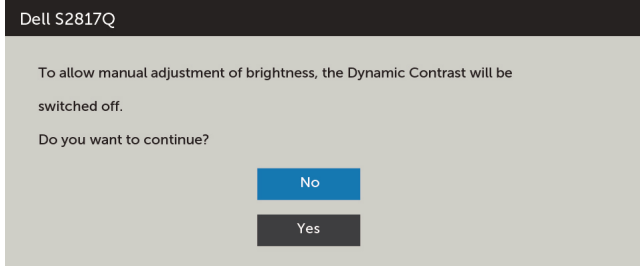 Dell S2817Q
To allow manual adjustment of brightness, the Dynamic Contrast will be
switched off.
Do you want to continue?
No
Yes